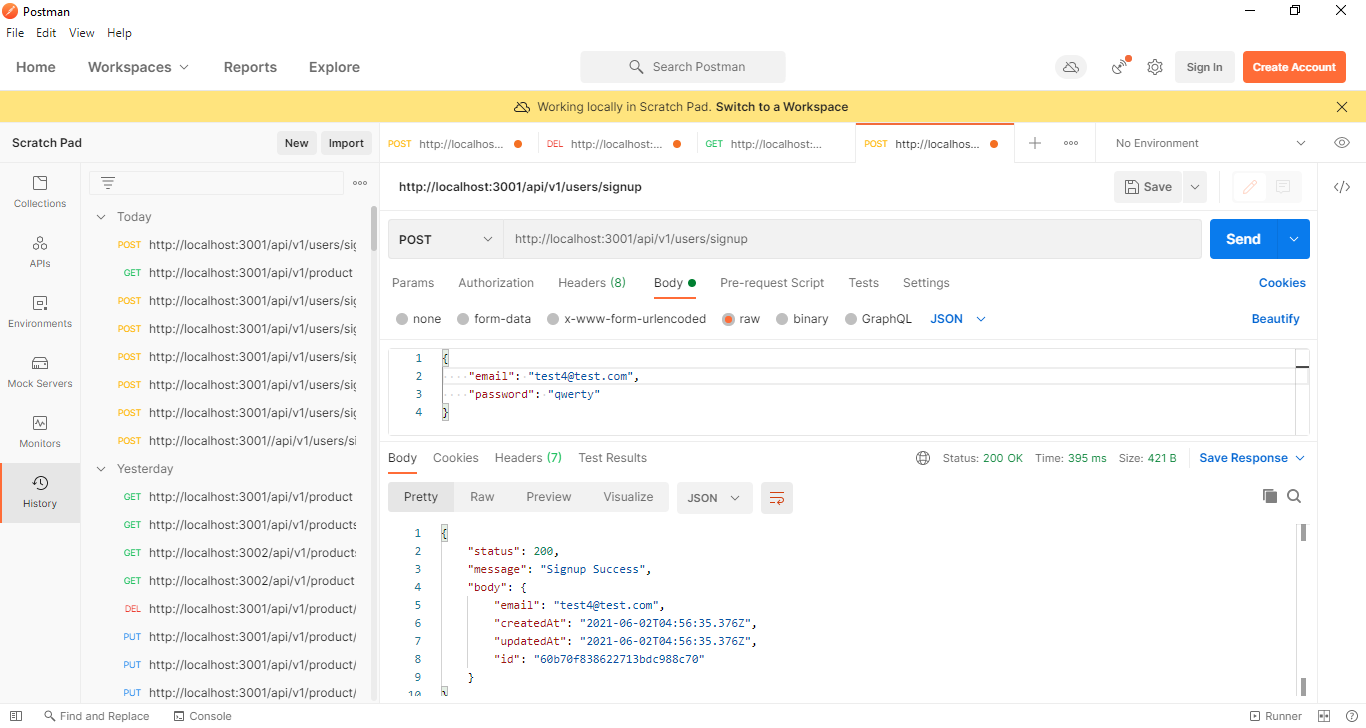 Postman
File Edit View Help
Home Workspaces Reports Explore Search Postman Sign In Create Account
Working locally in Scratch Pad. Switch to a Workspace
Scratch Pad New Import
POST http://localhos... DEL http://localhost:... GET http://localhost:... POST http://localhos... No Environment
http://localhost:3001/api/v1/users/signup Save
Collections
APIs
Environments
Mock Servers
Monitors
History
Today
POST http://localhost:3001/api/v1/users/sig
GET http://localhost:3001/api/v1/product
POST http://localhost:3001/api/v1/users/sig
POST http://localhost:3001/api/v1/users/sig
POST http://localhost:3001/api/v1/users/sig
POST http://localhost:3001/api/v1/users/sig
POST http://localhost:3001/api/v1/users/sig
POST http://localhost:3001//api/v1/users/si
Yesterday
GET http://localhost:3001/api/v1/product
GET http://localhost:3001/api/v1/products
GET http://localhost:3002/api/v1/products
GET http://localhost:3002/api/v1/product
DEL http://localhost:3001/api/v1/product/
PUT http://localhost:3001/api/v1/product/
PUT http://localhost:3001/api/v1/product/
PUT http://localhost:3001/api/v1/product/
POST http://localhost:3001/api/v1/users/signup Send
Params Authorization Headers (8) Body Pre-request Script Tests Settings Cookies
none form-data x-www-form-urlencoded raw binary GraphQL JSON Beautify
1 {
2 "email": "test4@test.com",
3 "password": "qwerty"
4 }
Body Cookies Headers (7) Test Results Status: 200 OK Time: 395 ms Size: 421 B Save Response
Pretty Raw Preview Visualize JSON
1 {
2 "status": 200,
3 "message": "Signup Success",
4 "body": {
5 "email": "test4@test.com",
6 "createdAt": "2021-06-02T04:56:35.376Z",
7 "updatedAt": "2021-06-02T04:56:35.376Z",
8 "id": "60b70f838622713bdc988c70"
9 }
10 }
Find and Replace Console Runner